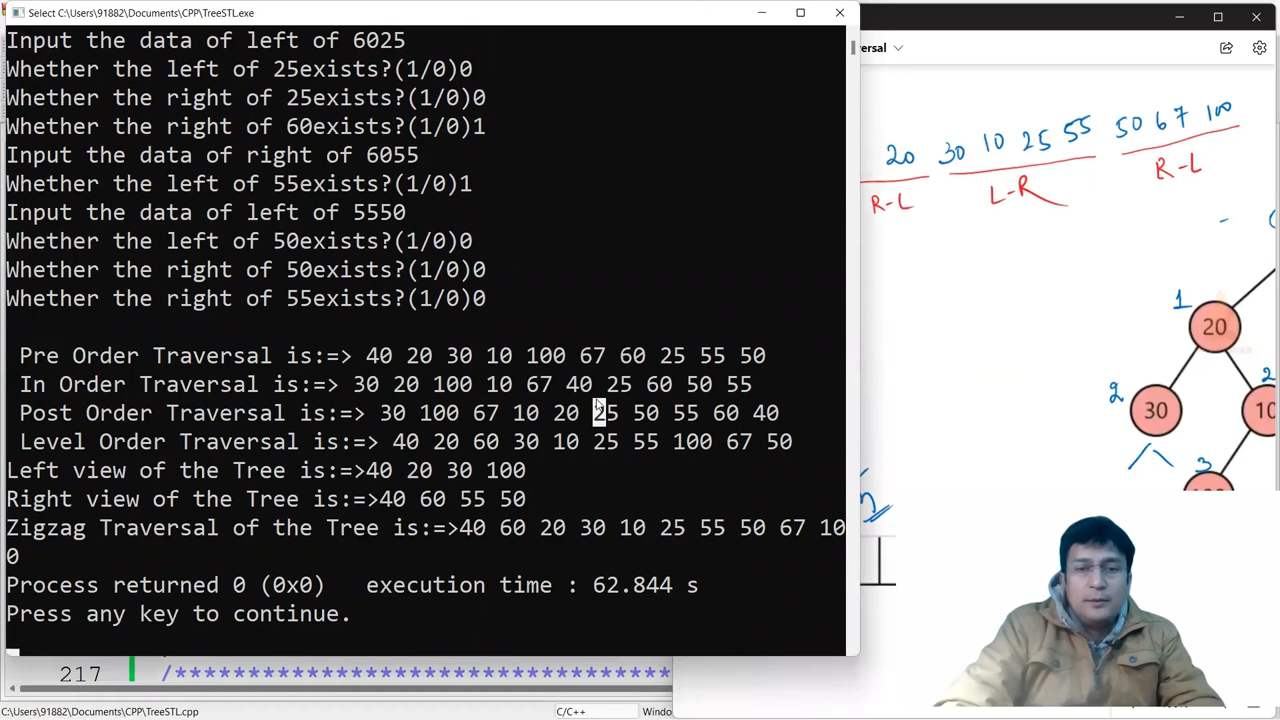 Select C:\Users\91882\Documents\CPP\TreeSTL.exe
Input the data of left of 6025
Whether the left of 25exists?(1/0)0
Whether the right of 25exists?(1/0)0
Whether the right of 60exists?(1/0)1
Input the data of right of 6055
Whether the left of 55exists?(1/0)1
Input the data of left of 5550
Whether the left of 50exists?(1/0)0
Whether the right of 50exists?(1/0)0
Whether the right of 55exists?(1/0)0
Pre Order Traversal is:=> 40 20 30 10 100 67 60 25 55 50
In Order Traversal is:=> 30 20 100 10 67 40 25 60 50 55
Post Order Traversal is:=> 30 100 67 10 20 25 50 55 60 40
Level Order Traversal is:=> 40 20 60 30 10 25 55 100 67 50
Left view of the Tree is:=>40 20 30 100
Right view of the Tree is:=>40 60 55 50
Zigzag Traversal of the Tree is:=>40 60 20 30 10 25 55 50 67 10
0
Process returned 0 (0x0)   execution time : 62.844 s
Press any key to continue.
217 /************************************
C:\Users\91882\Documents\CPP\TreeSTL.cpp
C/C++
Windo
ersal
20 30 10 25 55 50 67 100
R-L L-R R-L
1
20
2 2
30 10
3